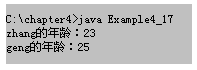 C:\chapter4>java Example4_17
zhang的年龄：23
geng的年龄：25